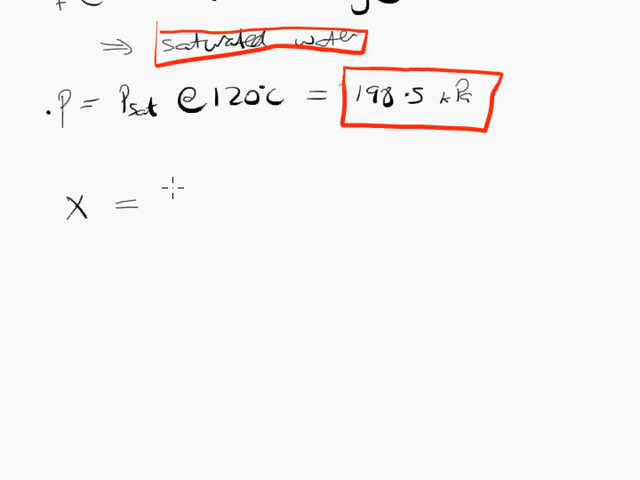 ⇒ saturated water
.P = Psat @ 120°C = 198.5 kPa
X =